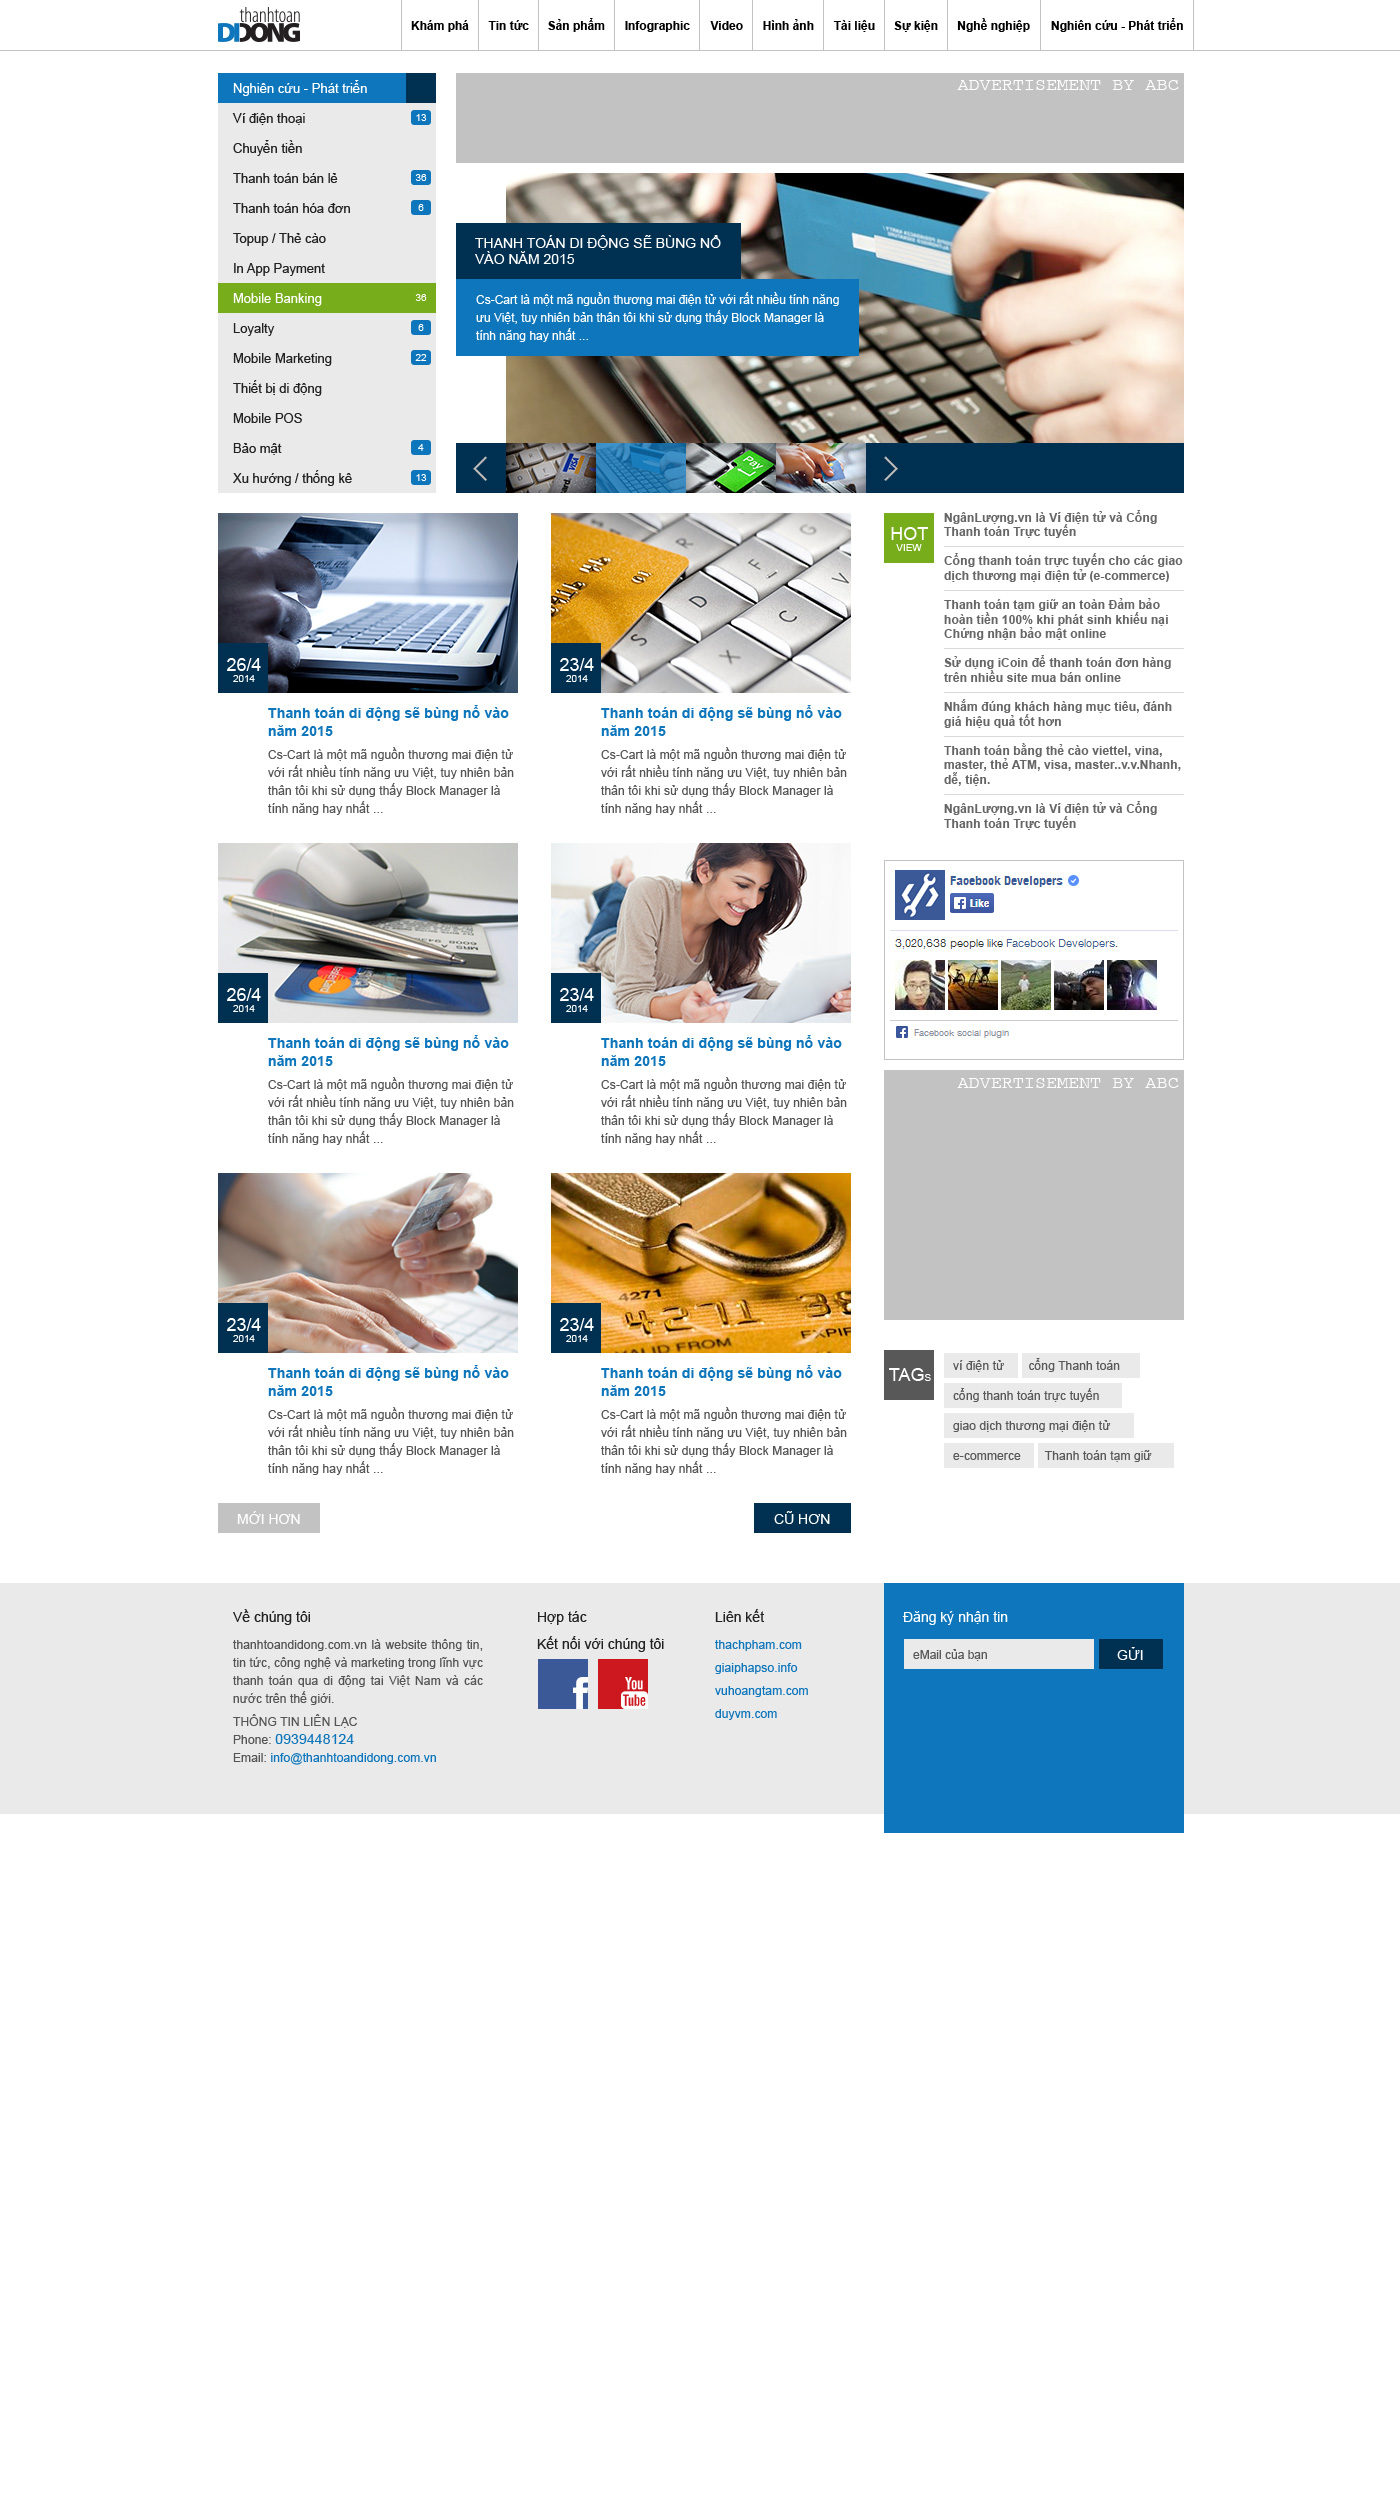 thanhtoan
DIDONG
Khám phá
Tin tức
Sản phẩm
Infographic
Video
Hình ảnh
Tài liệu
Sự kiện
Nghề nghiệp
Nghiên cứu - Phát triển
Nghiên cứu - Phát triển
Ví điện thoại 13
Chuyển tiền
Thanh toán bán lẻ 36
Thanh toán hóa đơn 6
Topup / Thẻ cào
In App Payment
Mobile Banking 36
Loyalty 6
Mobile Marketing 22
Thiết bị di động
Mobile POS
Bảo mật 4
Xu hướng / thống kê 13
ADVERTISEMENT BY ABC
THANH TOÁN DI ĐỘNG SẼ BÙNG NỔ
VÀO NĂM 2015
Cs-Cart là một mã nguồn thương mai điện tử với rất nhiều tính năng
ưu Việt, tuy nhiên bản thân tôi khi sử dụng thấy Block Manager là
tính năng hay nhất ...
VISA
Card.
Pay
26/4
2014
Thanh toán di động sẽ bùng nổ vào
năm 2015
Cs-Cart là một mã nguồn thương mai điện tử
với rất nhiều tính năng ưu Việt, tuy nhiên bản
thân tôi khi sử dụng thấy Block Manager là
tính năng hay nhất ...
R
G
F
V
D
C
S
X
23/4
2014
Thanh toán di động sẽ bùng nổ vào
năm 2015
Cs-Cart là một mã nguồn thương mai điện tử
với rất nhiều tính năng ưu Việt, tuy nhiên bản
thân tôi khi sử dụng thấy Block Manager là
tính năng hay nhất ...
MRS
26/4
2014
Thanh toán di động sẽ bùng nổ vào
năm 2015
Cs-Cart là một mã nguồn thương mai điện tử
với rất nhiều tính năng ưu Việt, tuy nhiên bản
thân tôi khi sử dụng thấy Block Manager là
tính năng hay nhất ...
23/4
2014
Thanh toán di động sẽ bùng nổ vào
năm 2015
Cs-Cart là một mã nguồn thương mai điện tử
với rất nhiều tính năng ưu Việt, tuy nhiên bản
thân tôi khi sử dụng thấy Block Manager là
tính năng hay nhất ...
23/4
2014
Thanh toán di động sẽ bùng nổ vào
năm 2015
Cs-Cart là một mã nguồn thương mai điện tử
với rất nhiều tính năng ưu Việt, tuy nhiên bản
thân tôi khi sử dụng thấy Block Manager là
tính năng hay nhất ...
4271
4271 38
VALID FROM
EXPIR
23/4
2014
Thanh toán di động sẽ bùng nổ vào
năm 2015
Cs-Cart là một mã nguồn thương mai điện tử
với rất nhiều tính năng ưu Việt, tuy nhiên bản
thân tôi khi sử dụng thấy Block Manager là
tính năng hay nhất ...
MỚI HƠN
CŨ HƠN
HOT
VIEW
NgânLượng.vn là Ví điện tử và Cổng
Thanh toán Trực tuyến
Cổng thanh toán trực tuyến cho các giao
dịch thương mại điện tử (e-commerce)
Thanh toán tạm giữ an toàn Đảm bảo
hoàn tiền 100% khi phát sinh khiếu nại
Chứng nhận bảo mật online
Sử dụng iCoin để thanh toán đơn hàng
trên nhiều site mua bán online
Nhắm đúng khách hàng mục tiêu, đánh
giá hiệu quả tốt hơn
Thanh toán bằng thẻ cào viettel, vina,
master, thẻ ATM, visa, master..v.v.Nhanh,
dễ, tiện.
NgânLượng.vn là Ví điện tử và Cổng
Thanh toán Trực tuyến
Facebook Developers
Like
3,020,638 people like Facebook Developers.
Facebook social plugin
ADVERTISEMENT BY ABC
TAGs
ví điện tử
cổng Thanh toán
cổng thanh toán trực tuyến
giao dịch thương mại điện tử
e-commerce
Thanh toán tạm giữ
Về chúng tôi
thanhtoandidong.com.vn là website thông tin,
tin tức, công nghệ và marketing trong lĩnh vực
thanh toán qua di động tai Việt Nam và các
nước trên thế giới.
THÔNG TIN LIÊN LẠC
Phone: 0939448124
Email: info@thanhtoandidong.com.vn
Hợp tác
Kết nối với chúng tôi
f
You
Tube
Liên kết
thachpham.com
giaiphapso.info
vuhoangtam.com
duyvm.com
Đăng ký nhận tin
eMail của bạn
GỬI